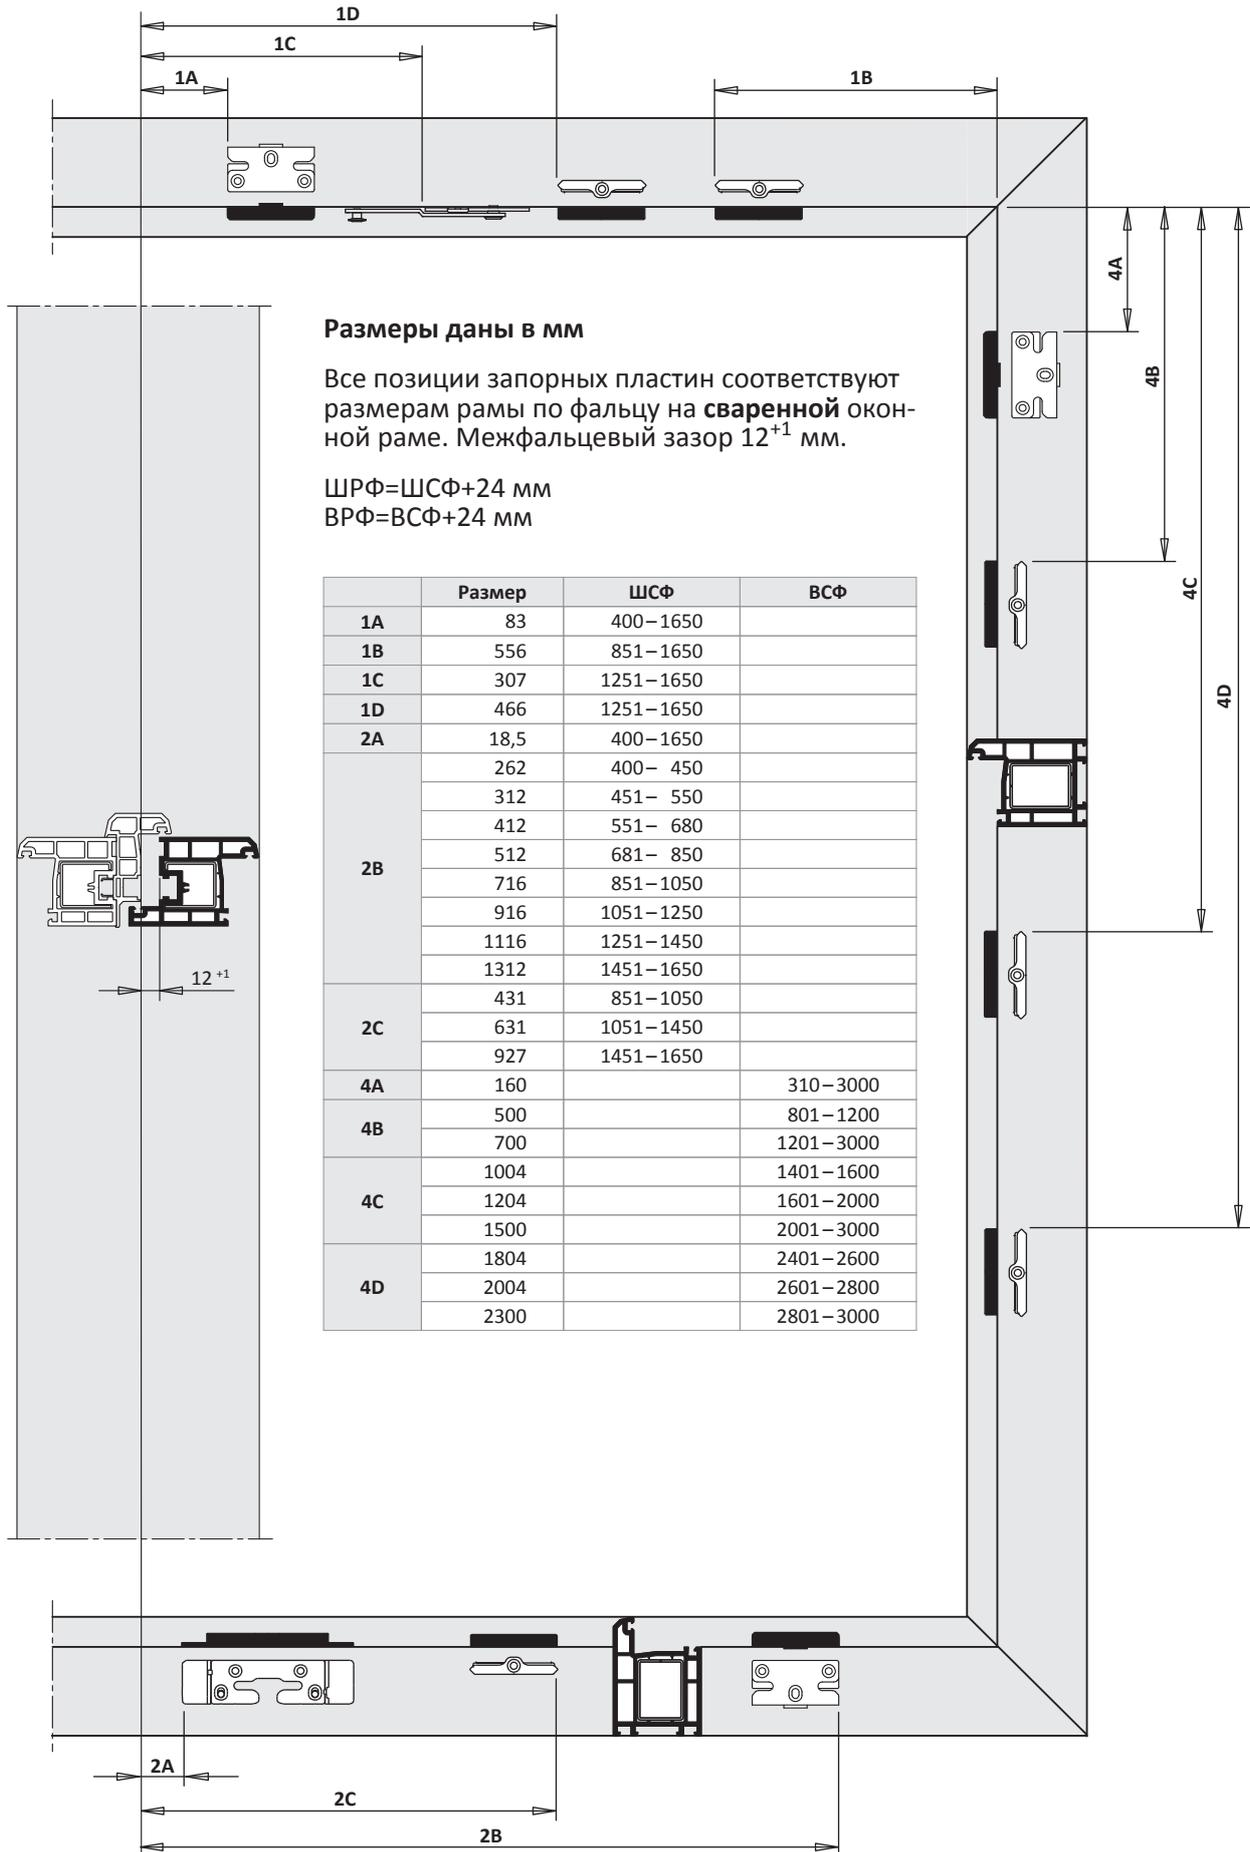 1D
1C
1A
1B
4A
4B
4C
4D
Размеры даны в мм
Все позиции запорных пластин соответствуют
размерам рамы по фальцу на сваренной окон-
ной раме. Межфальцевый зазор 12+1 мм.
ШРФ=ШСФ+24 мм
ВРФ=ВСФ+24 мм
Размер ШСФ ВСФ
1A 83 400–1650
1B 556 851–1650
1C 307 1251–1650
1D 466 1251–1650
2A 18,5 400–1650
2B
262 400– 450
312 451– 550
412 551– 680
512 681– 850
716 851–1050
916 1051–1250
1116 1251–1450
1312 1451–1650
2C
431 851–1050
631 1051–1450
927 1451–1650
4A 160 310–3000
4B
500 801–1200
700 1201–3000
4C
1004 1401–1600
1204 1601–2000
1500 2001–3000
4D
1804 2401–2600
2004 2601–2800
2300 2801–3000
12 +1
2A
2C
2B